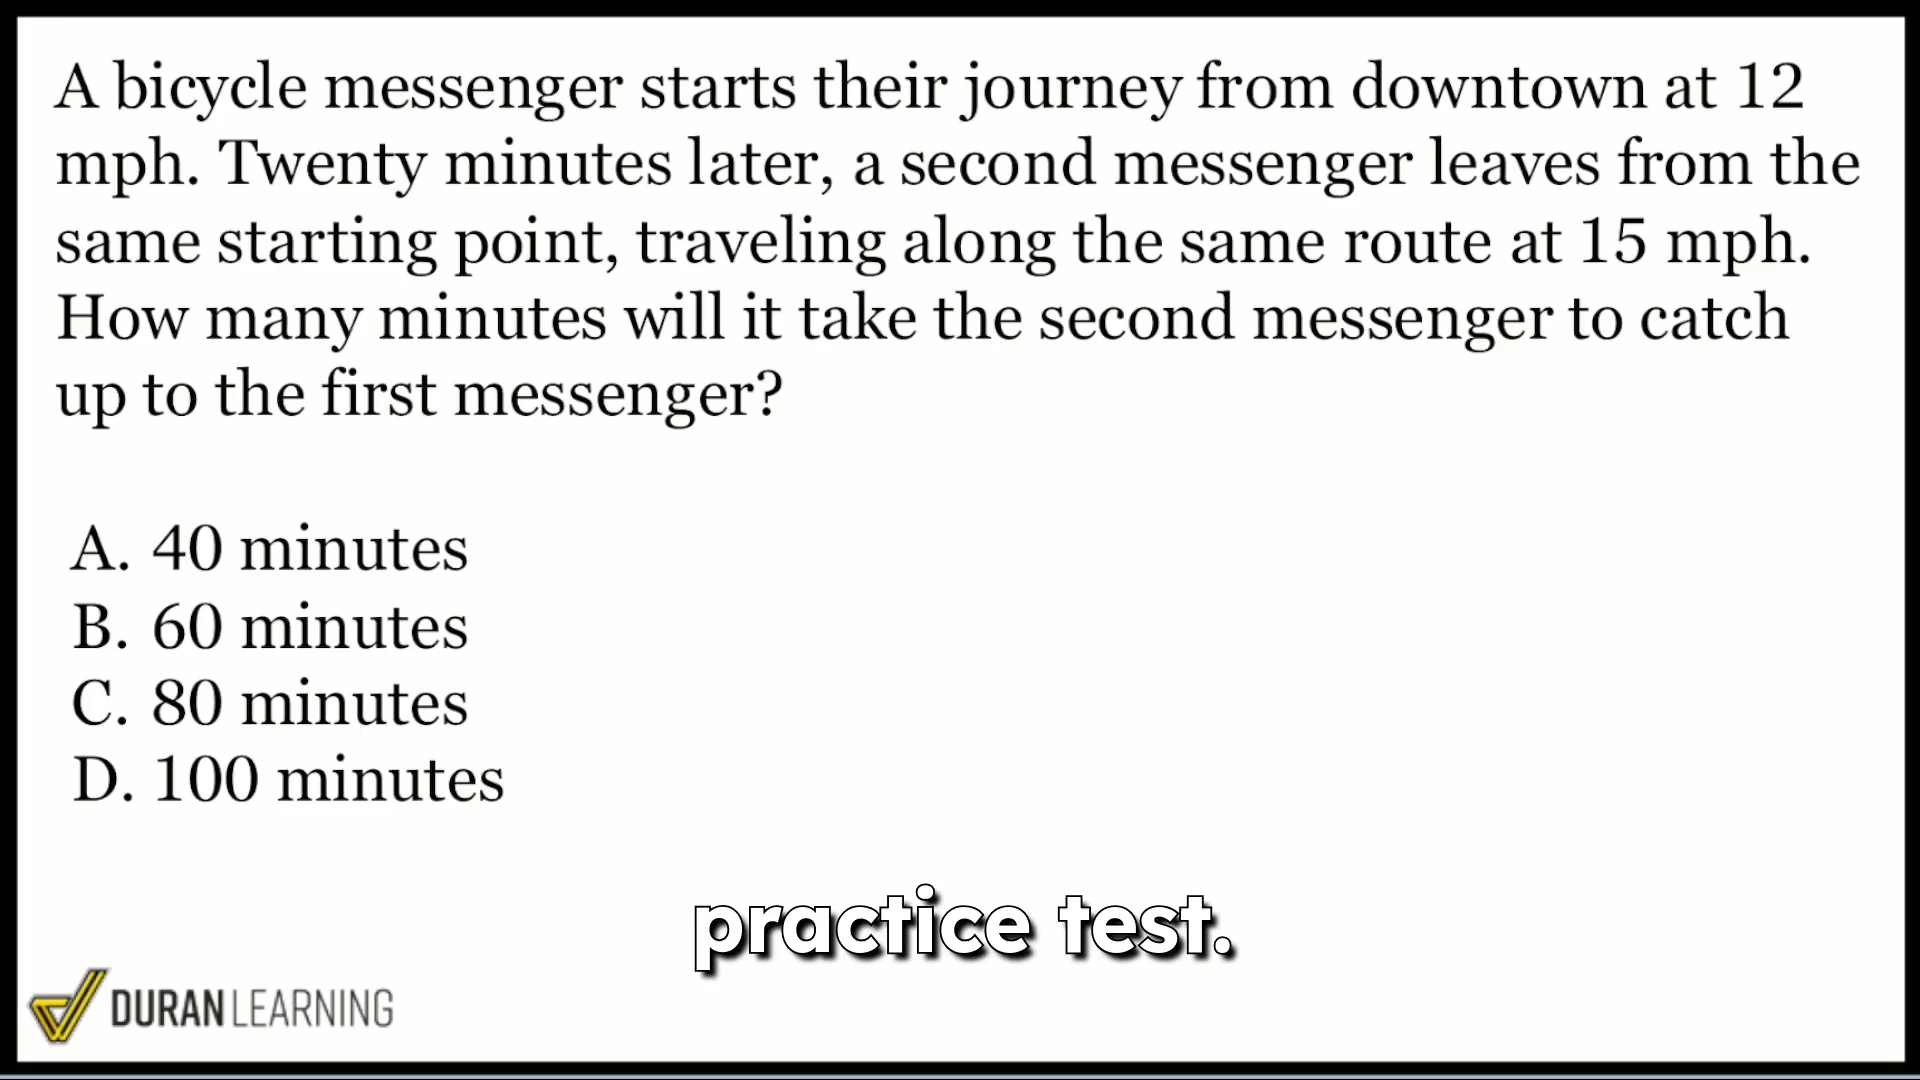 A bicycle messenger starts their journey from downtown at 12
mph. Twenty minutes later, a second messenger leaves from the
same starting point, traveling along the same route at 15 mph.
How many minutes will it take the second messenger to catch
up to the first messenger?
A. 40 minutes
B. 60 minutes
C. 80 minutes
D. 100 minutes
practice test.
DURAN LEARNING